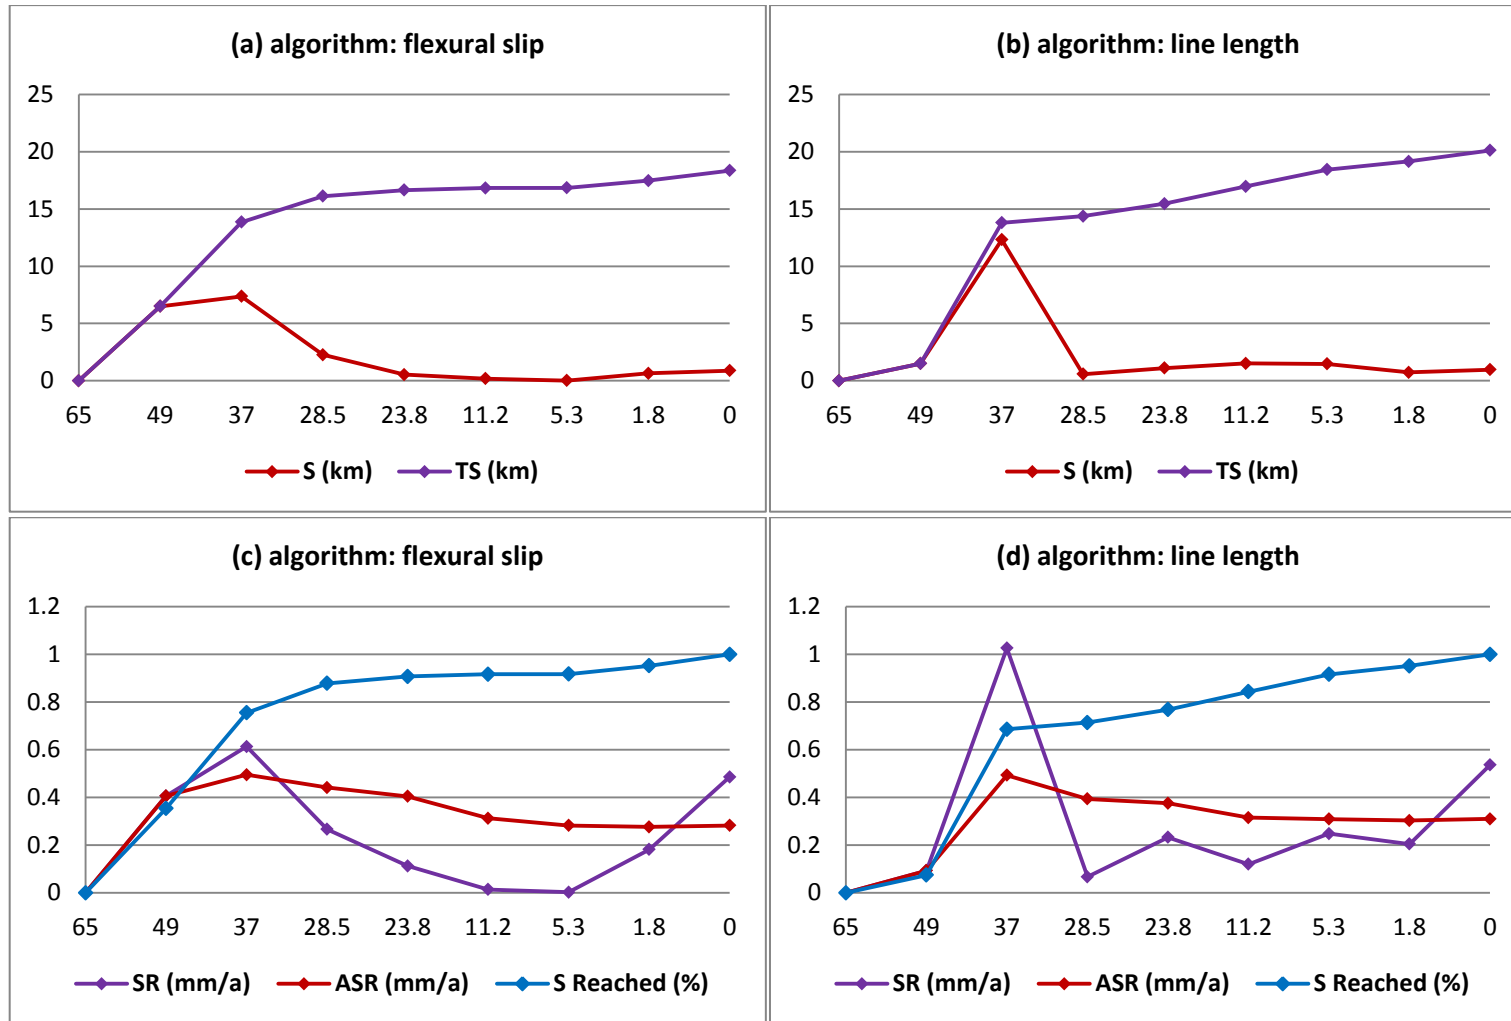 (a) algorithm: flexural slip
25
20
15
10
5
0
65 49 37 28.5 23.8 11.2 5.3 1.8 0
S (km) TS (km)
(b) algorithm: line length
25
20
15
10
5
0
65 49 37 28.5 23.8 11.2 5.3 1.8 0
S (km) TS (km)
(c) algorithm: flexural slip
1.2
1
0.8
0.6
0.4
0.2
0
65 49 37 28.5 23.8 11.2 5.3 1.8 0
SR (mm/a) ASR (mm/a) S Reached (%)
(d) algorithm: line length
1.2
1
0.8
0.6
0.4
0.2
0
65 49 37 28.5 23.8 11.2 5.3 1.8 0
SR (mm/a) ASR (mm/a) S Reached (%)